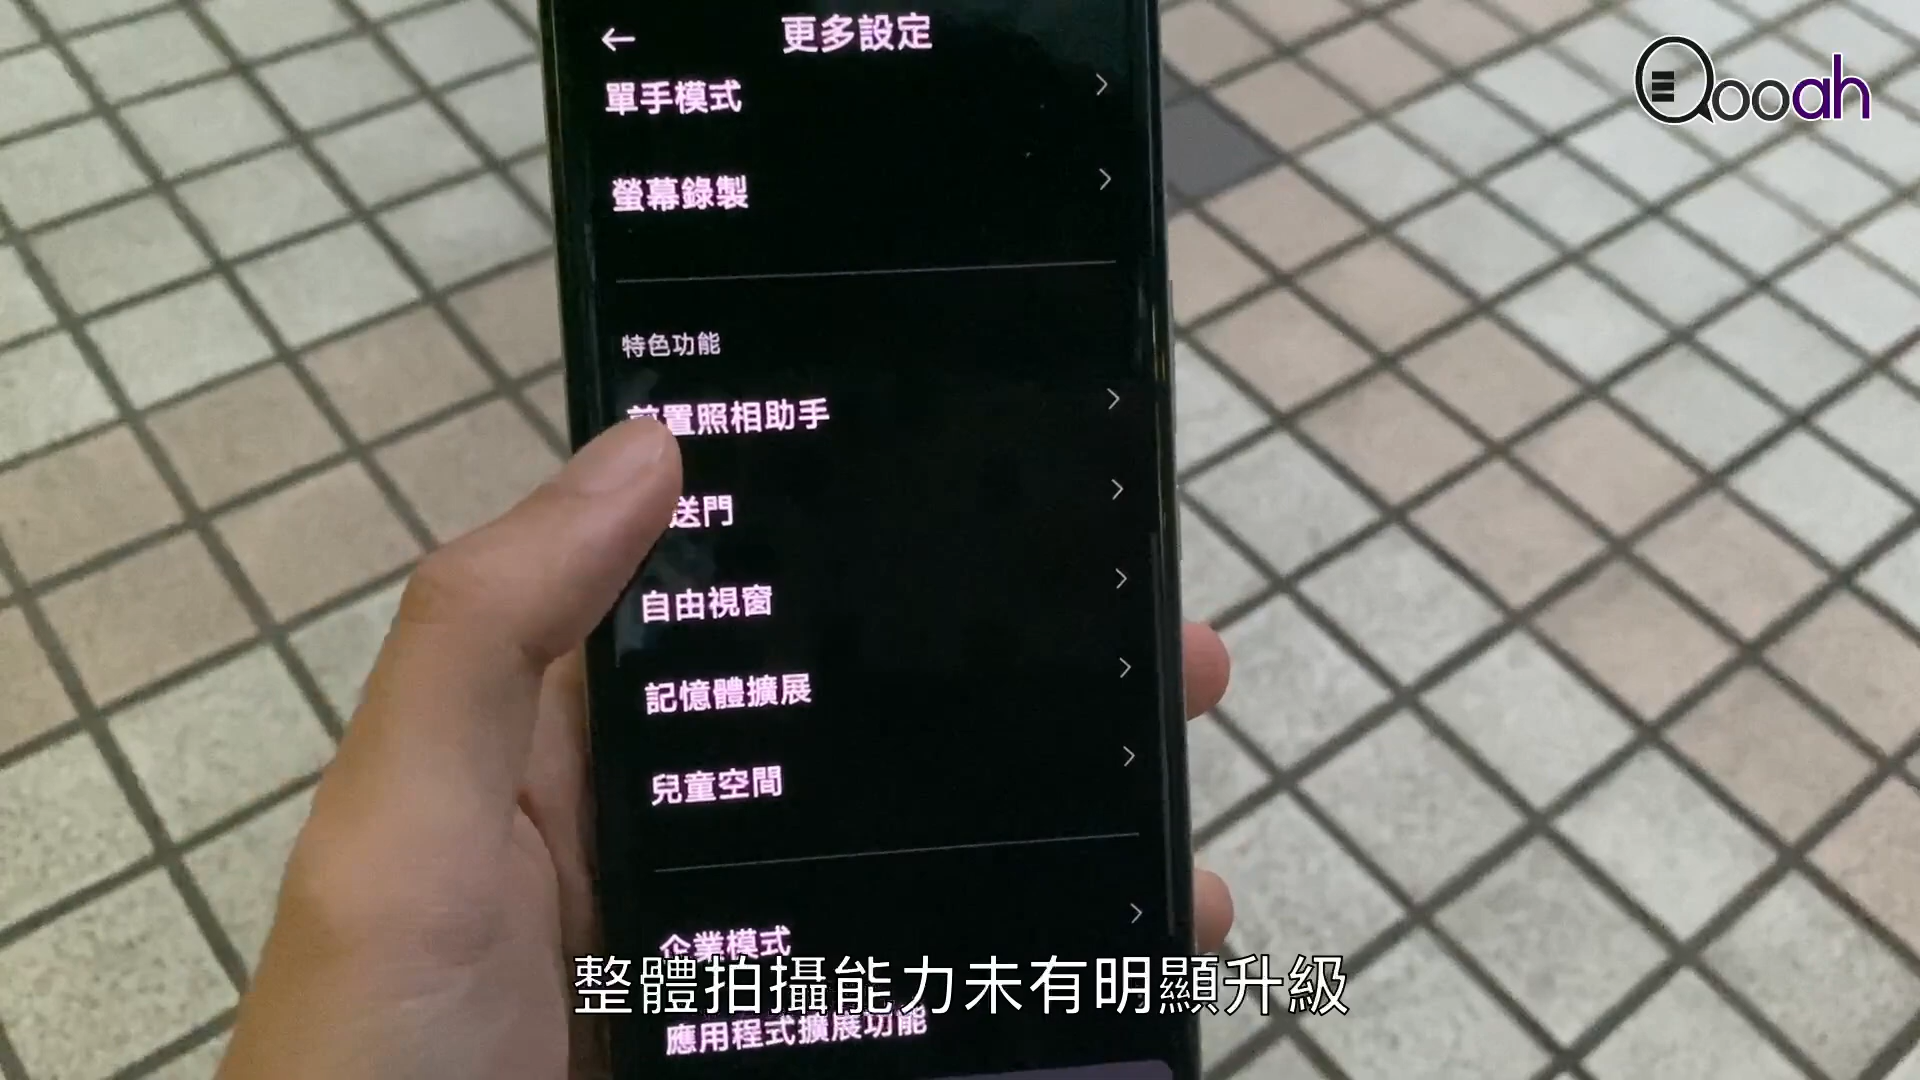 更多設定
Qooah
單手模式
螢幕錄製
特色功能
前置照相助手
送門
自由視窗
記憶體擴展
兒童空間
企業模式
整體拍攝能力未有明顯升級
應用程式擴展功能